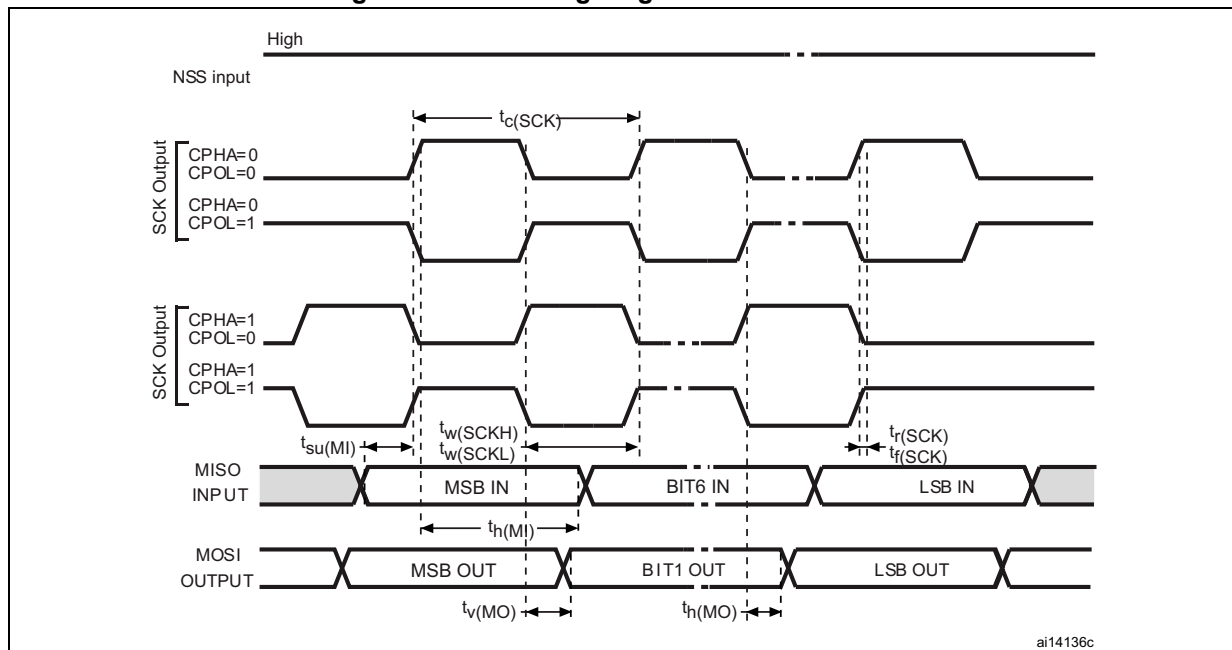 High
NSS input
tc(SCK)
SCK Output
CPHA=0
CPOL=0
CPHA=0
CPOL=1
SCK Output
CPHA=1
CPOL=0
CPHA=1
CPOL=1
tsu(MI)
tw(SCKH)
tw(SCKL)
tr(SCK)
tf(SCK)
MISO
INPUT
MSB IN
BIT6 IN
LSB IN
th(MI)
MOSI
OUTPUT
MSB OUT
BIT1 OUT
LSB OUT
tv(MO)
th(MO)
ai14136c